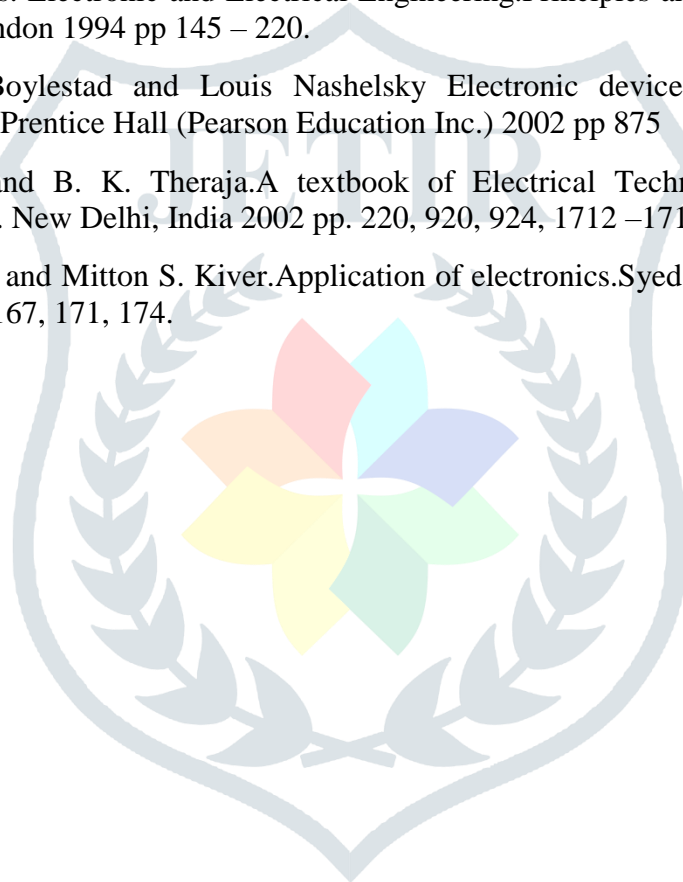 s. Electronic and Electrical Engineering.Principles a
ndon 1994 pp 145 – 220.
Boylestad and Louis Nashelsky Electronic device
Prentice Hall (Pearson Education Inc.) 2002 pp 875
and B. K. Theraja.A textbook of Electrical Techn
. New Delhi, India 2002 pp. 220, 920, 924, 1712 –171
and Mitton S. Kiver.Application of electronics.Syed
167, 171, 174.
JETIR